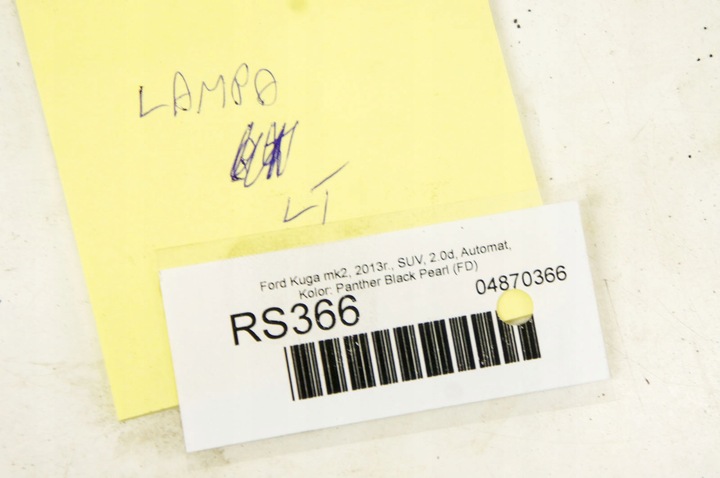 LAMPA
LT
Ford Kuga mk2, 2013r., SUV, 2.0d, Automat,
Kolor: Panther Black Pearl (FD)
RS366
04870366